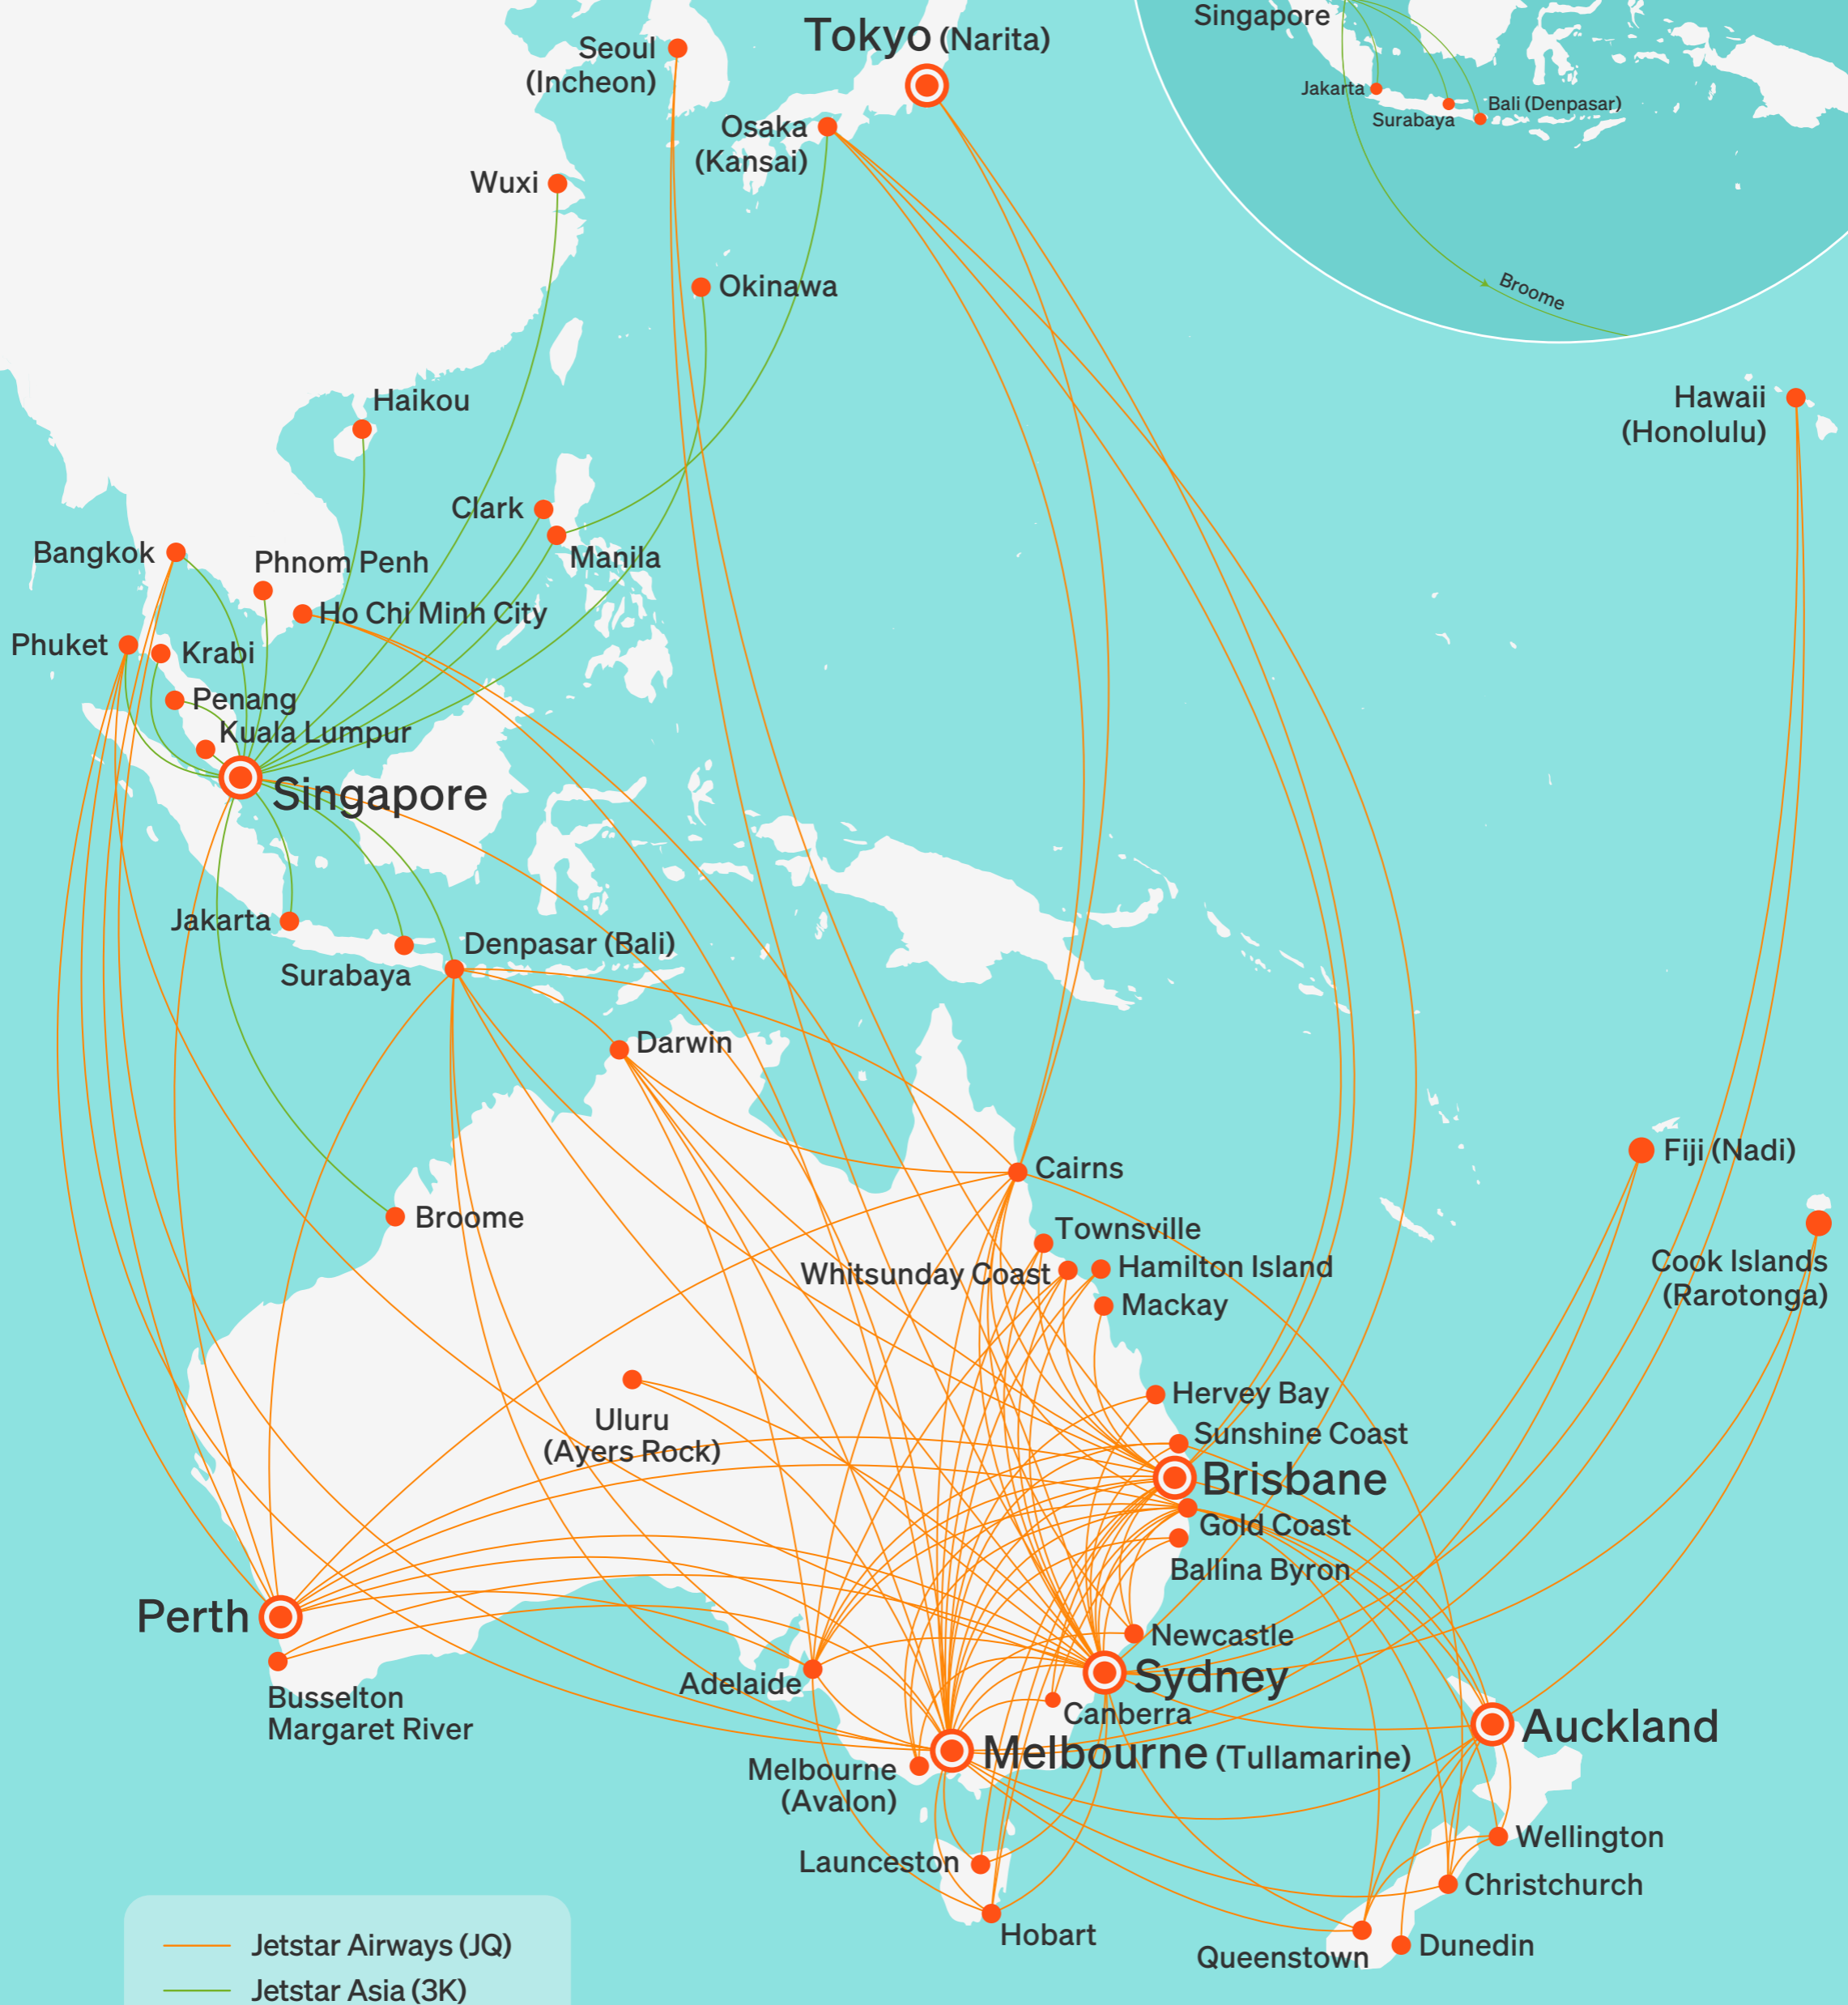 Singapore
Jakarta
Surabaya
Bali (Denpasar)
Broome
Seoul
(Incheon)
Tokyo (Narita)
Osaka
(Kansai)
Wuxi
Okinawa
Haikou
Hawaii
(Honolulu)
Clark
Manila
Bangkok
Phnom Penh
Ho Chi Minh City
Phuket
Krabi
Penang
Kuala Lumpur
Singapore
Jakarta
Surabaya
Denpasar (Bali)
Darwin
Cairns
Fiji (Nadi)
Broome
Townsville
Whitsunday Coast
Hamilton Island
Mackay
Cook Islands
(Rarotonga)
Uluru
(Ayers Rock)
Hervey Bay
Sunshine Coast
Brisbane
Gold Coast
Ballina Byron
Perth
Newcastle
Busselton
Margaret River
Adelaide
Sydney
Canberra
Auckland
Melbourne (Tullamarine)
Melbourne
(Avalon)
Wellington
Launceston
Christchurch
Hobart
Queenstown
Dunedin
Jetstar Airways (JQ)
Jetstar Asia (3K)